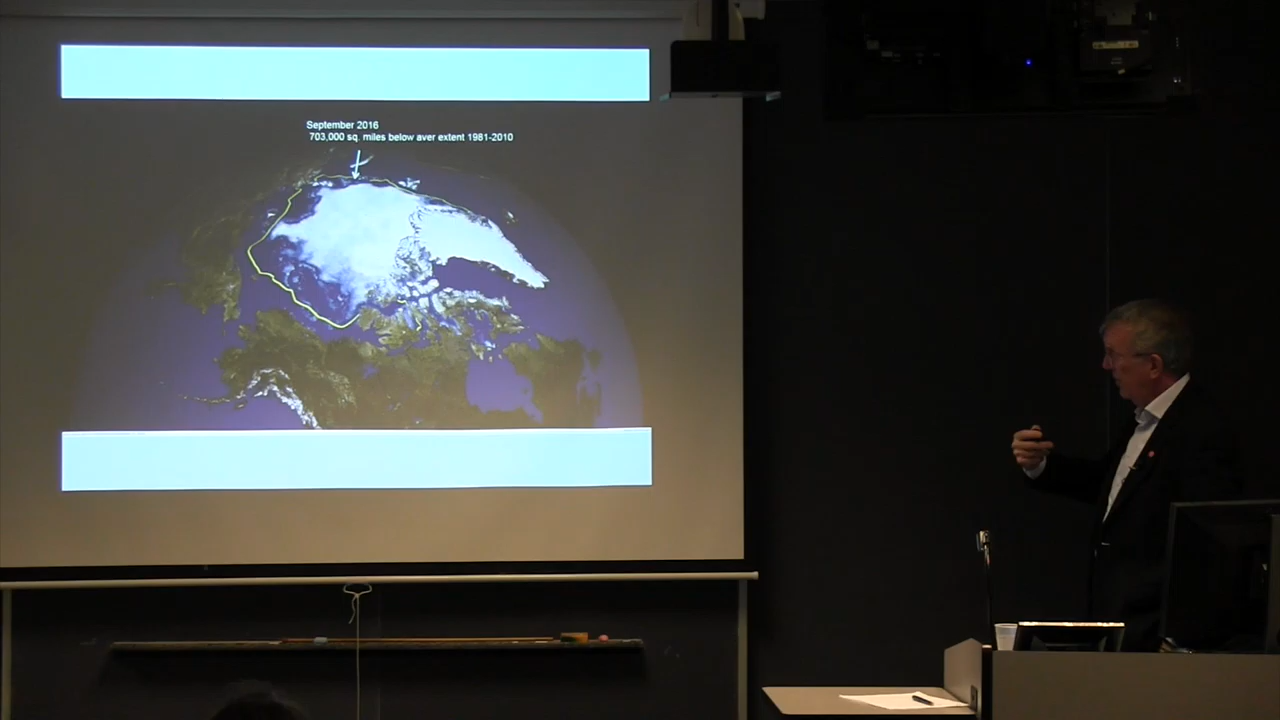 September 2016
703,000 sq. miles below aver extent 1981-2010